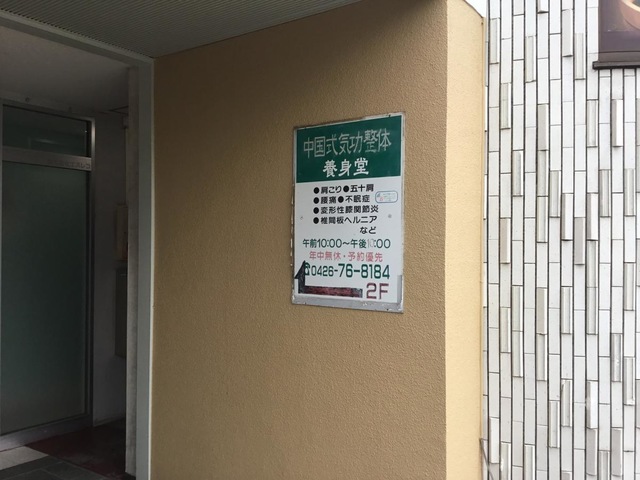 中国式気功整体
養身堂
●肩こり●五十肩
●腰痛●不眠症
●変形性膝関節炎
●椎間板ヘルニア
など
午前10:00〜午後10:00
年中無休・予約優先
☎0426-76-8184
2F